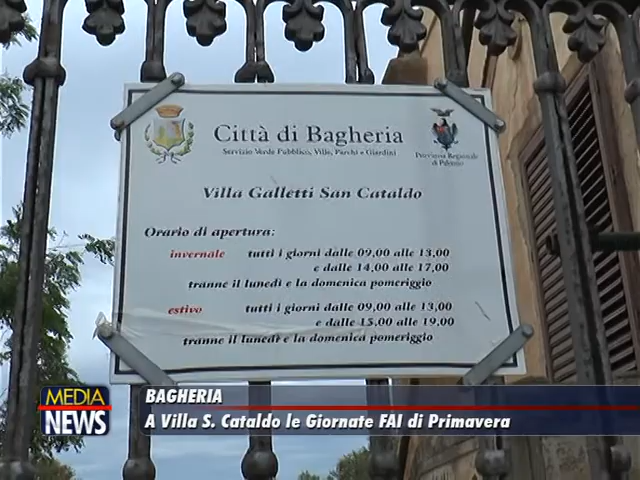 Città di Bagheria
Servizio Verde Pubblico, Ville, Parchi e Giardini
Provincia Regionale
di Palermo
Villa Galletti San Cataldo
Orario di apertura:
invernale tutti i giorni dalle 09,00 alle 13,00
e dalle 14,00 alle 17,00
tranne il lunedì e la domenica pomeriggio
estivo tutti i giorni dalle 09,00 alle 13,00
e dalle 15,00 alle 19,00
tranne il lunedì e la domenica pomeriggio
MEDIA
NEWS
BAGHERIA
A Villa S. Cataldo le Giornate FAI di Primavera